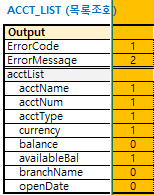 ACCT_LIST (목록조회)
Output
ErrorCode 1
ErrorMessage 2
acctList
acctName 1
acctNum 1
acctType 1
currency 1
balance 0
availableBal 1
branchName 0
openDate 0